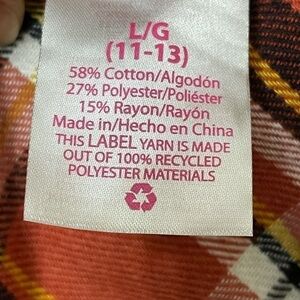 L/G
(11-13)
58% Cotton/Algodón
27% Polyester/Poliéster
15% Rayon/Rayón
Made in/Hecho en China
THIS LABEL YARN IS MADE
OUT OF 100% RECYCLED
POLYESTER MATERIALS